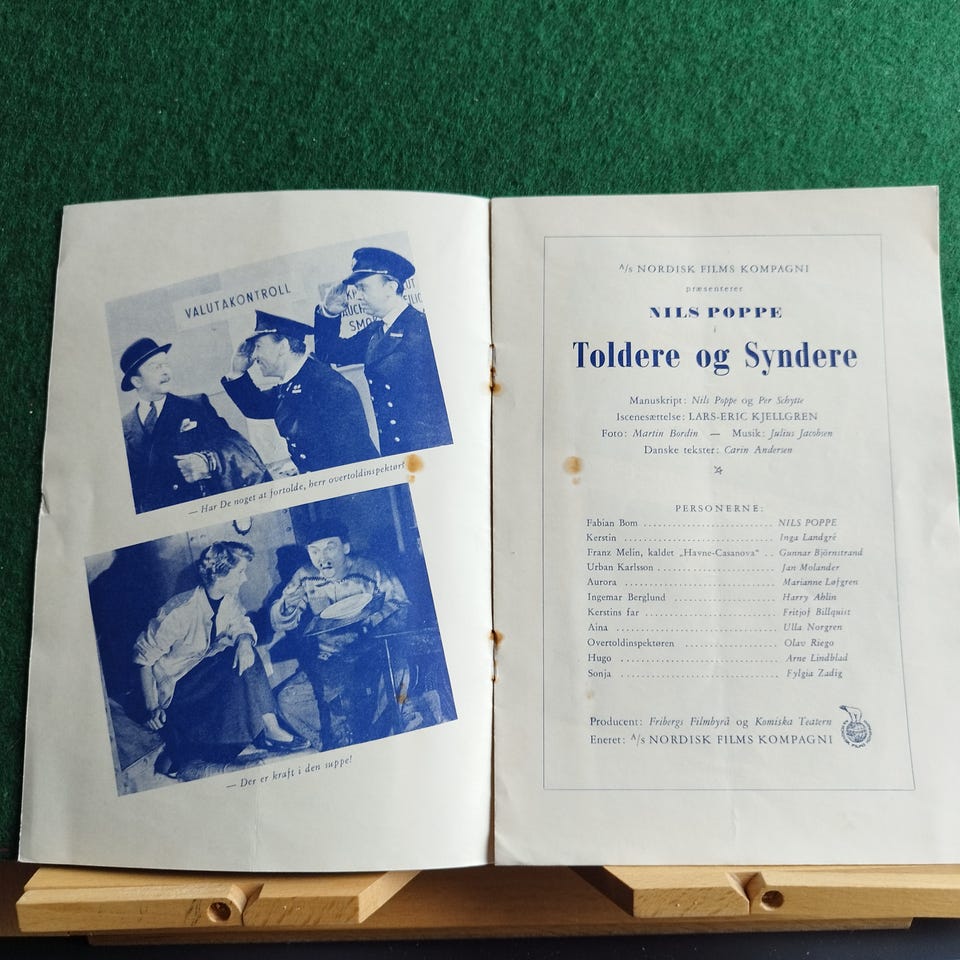 VALUTAKONTROLL
— Har De noget at fortolde, herr overtoldinspektør?
— Der er kraft i den suppe!
A/s NORDISK FILMS KOMPAGNI
præsenterer
NILS POPPE
i
Toldere og Syndere
Manuskript: Nils Poppe og Per Schytte
Iscenesættelse: LARS-ERIC KJELLGREN
Foto: Martin Bordin — Musik: Julius Jacobsen
Danske tekster: Carin Andersen
PERSONERNE:
Fabian Bom ........................ NILS POPPE
Kerstin ........................ Inga Landgré
Franz Melin, kaldet „Havne-Casanova“ .. Gunnar Björnstrand
Urban Karlsson ........................ Jan Molander
Aurora ........................ Marianne Løfgren
Ingemar Berglund ........................ Harry Ahlin
Kerstins far ........................ Fritjof Billquist
Aina ........................ Ulla Norgren
Overtoldinspektøren ........................ Olav Riego
Hugo ........................ Arne Lindblad
Sonja ........................ Fylgia Zadig
Producent: Fribergs Filmbyrå og Komiska Teatern
Eneret: A/s NORDISK FILMS KOMPAGNI